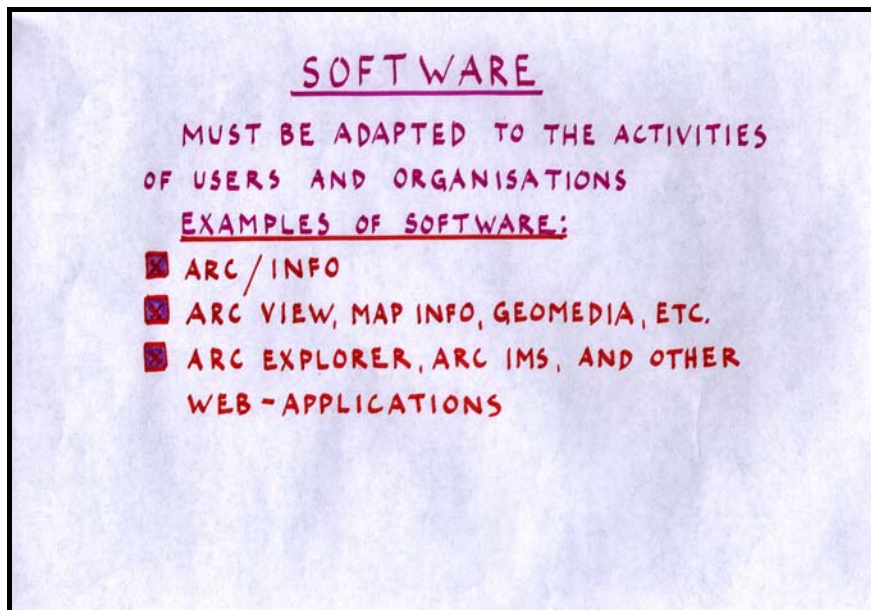 SOFTWARE
MUST BE ADAPTED TO THE ACTIVITIES
OF USERS AND ORGANISATIONS
EXAMPLES OF SOFTWARE:
ARC/INFO
ARC VIEW, MAP INFO, GEOMEDIA, ETC.
ARC EXPLORER, ARC IMS, AND OTHER
WEB-APPLICATIONS